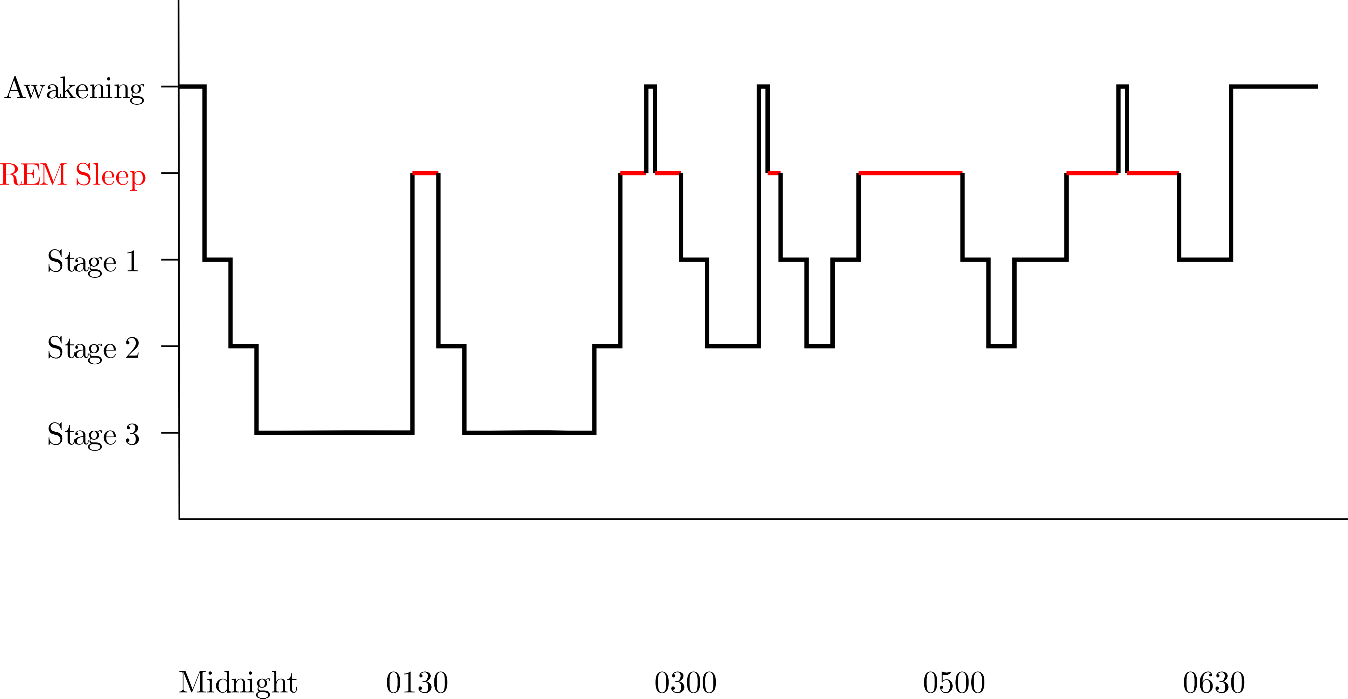 Awakening
REM Sleep
Stage 1
Stage 2
Stage 3
Midnight 0130 0300 0500 0630